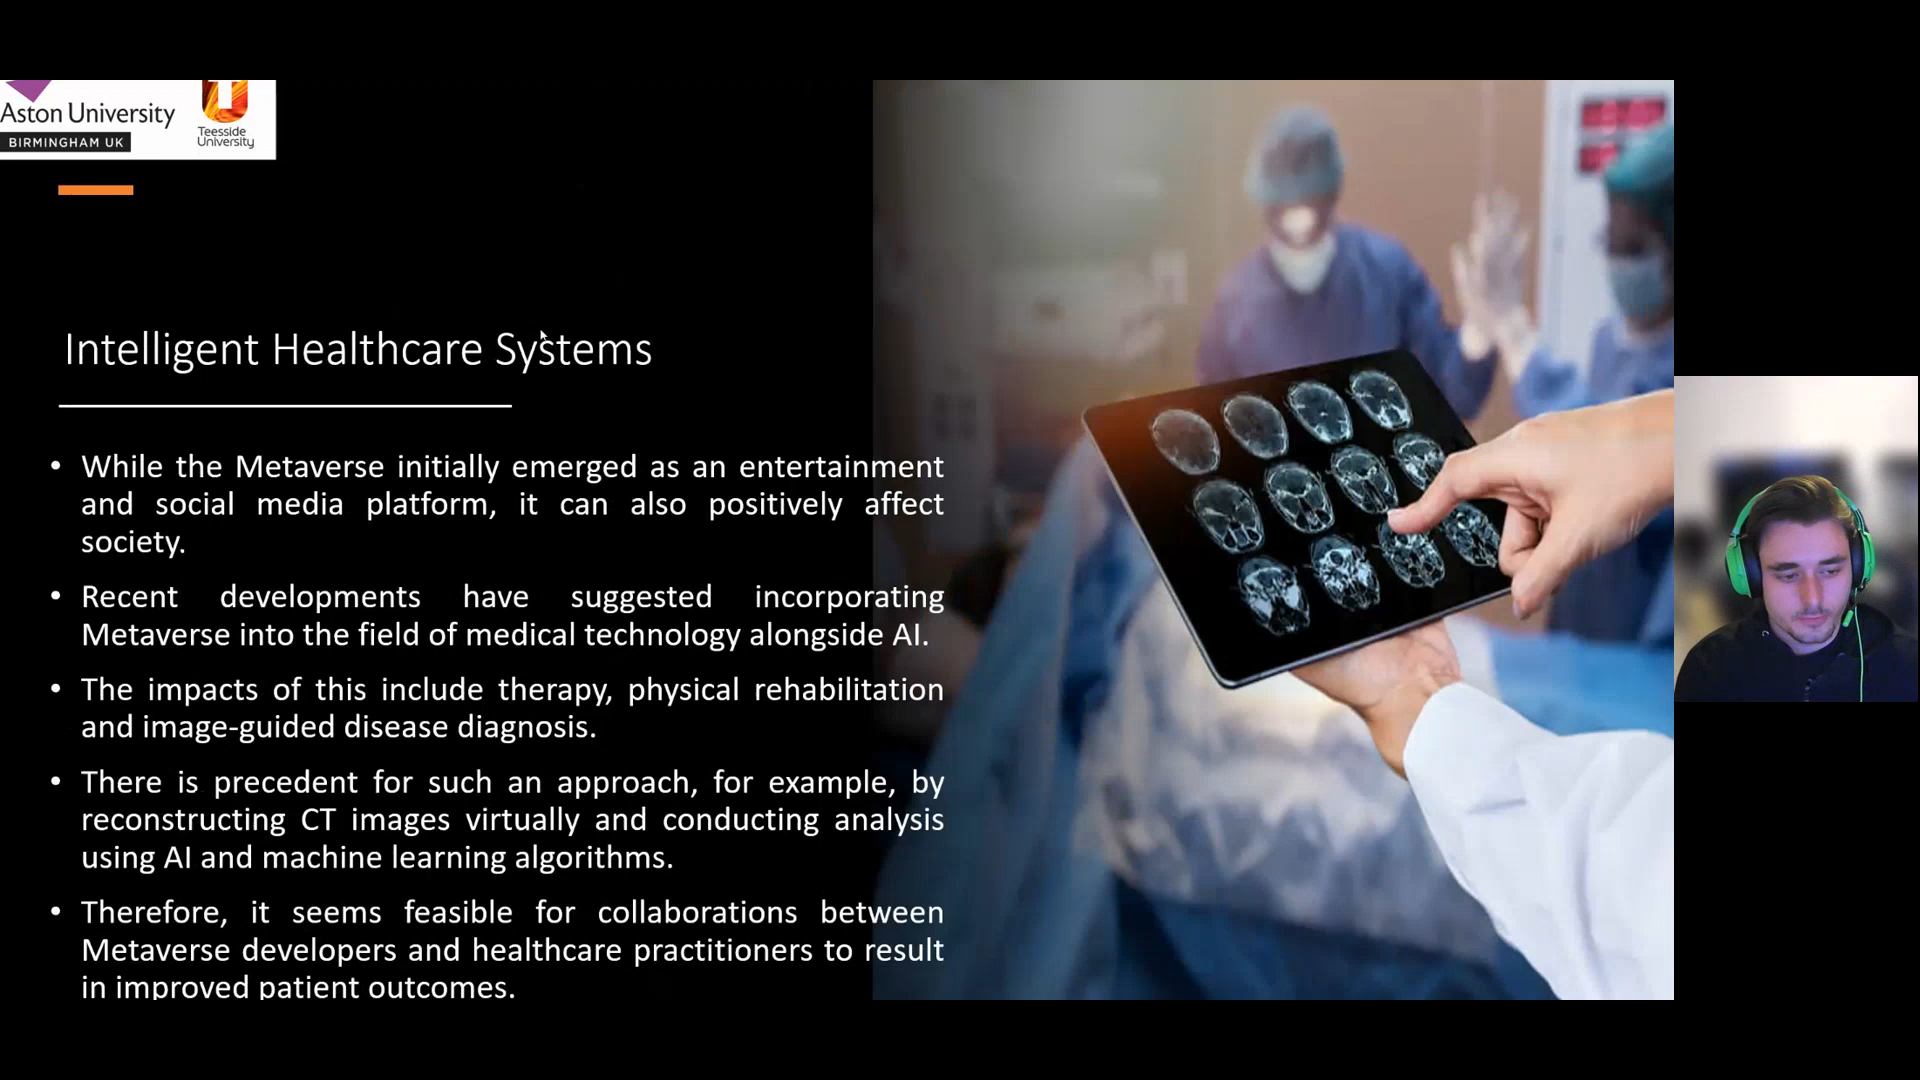 Aston University
BIRMINGHAM UK
Teesside
University
Intelligent Healthcare Systems
• While the Metaverse initially emerged as an entertainment
and social media platform, it can also positively affect
society.
• Recent developments have suggested incorporating
Metaverse into the field of medical technology alongside AI.
• The impacts of this include therapy, physical rehabilitation
and image-guided disease diagnosis.
• There is precedent for such an approach, for example, by
reconstructing CT images virtually and conducting analysis
using AI and machine learning algorithms.
• Therefore, it seems feasible for collaborations between
Metaverse developers and healthcare practitioners to result
in improved patient outcomes.